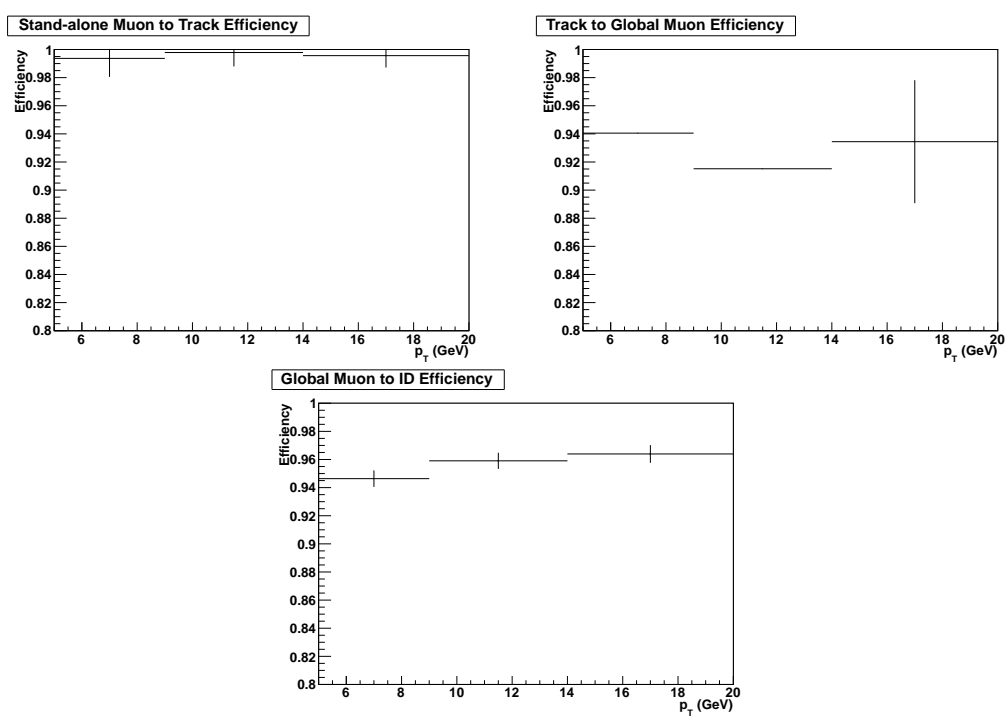 Stand-alone Muon to Track Efficiency
Efficiency
1
0.98
0.96
0.94
0.92
0.9
0.88
0.86
0.84
0.82
0.8
6 8 10 12 14 16 18 20
p_T (GeV)
Track to Global Muon Efficiency
Efficiency
1
0.98
0.96
0.94
0.92
0.9
0.88
0.86
0.84
0.82
0.8
6 8 10 12 14 16 18 20
p_T (GeV)
Global Muon to ID Efficiency
Efficiency
1
0.98
0.96
0.94
0.92
0.9
0.88
0.86
0.84
0.82
0.8
6 8 10 12 14 16 18 20
p_T (GeV)